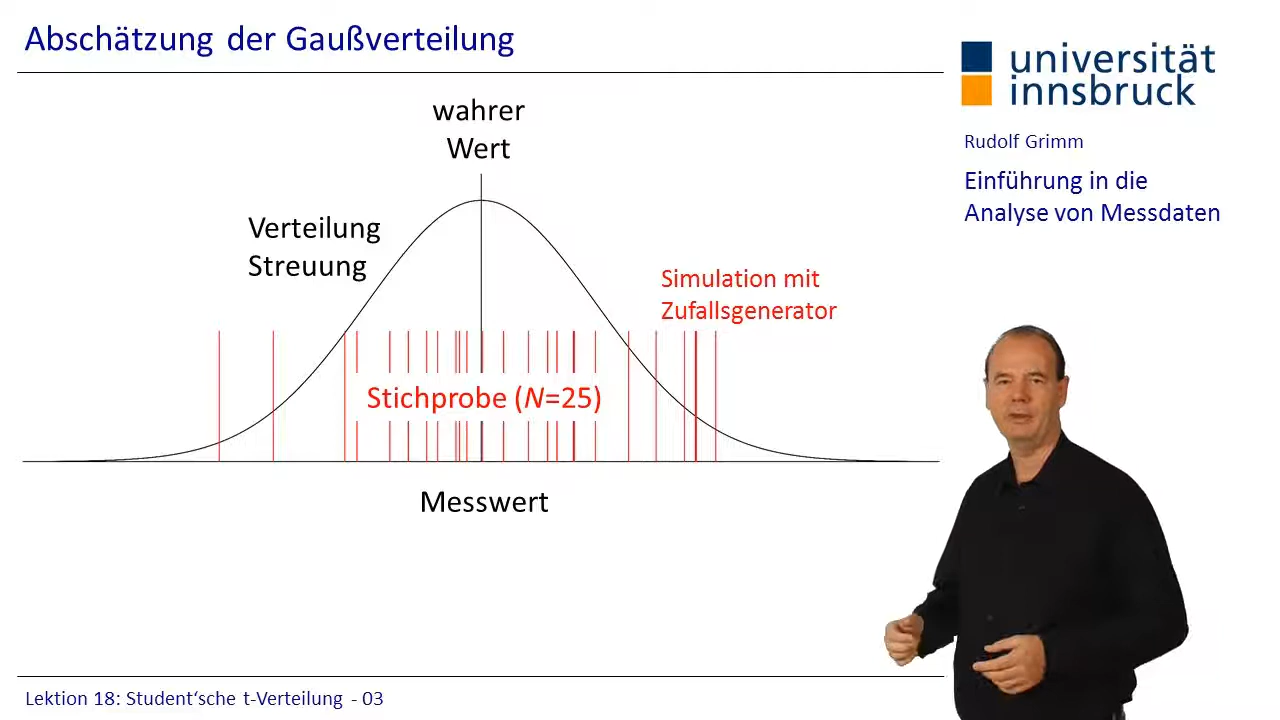 Abschätzung der Gaußverteilung
universität
innsbruck
Rudolf Grimm
Einführung in die
Analyse von Messdaten
wahrer
Wert
Verteilung
Streuung
Simulation mit
Zufallsgenerator
Stichprobe (N=25)
Messwert
Lektion 18: Student‘sche t-Verteilung - 03